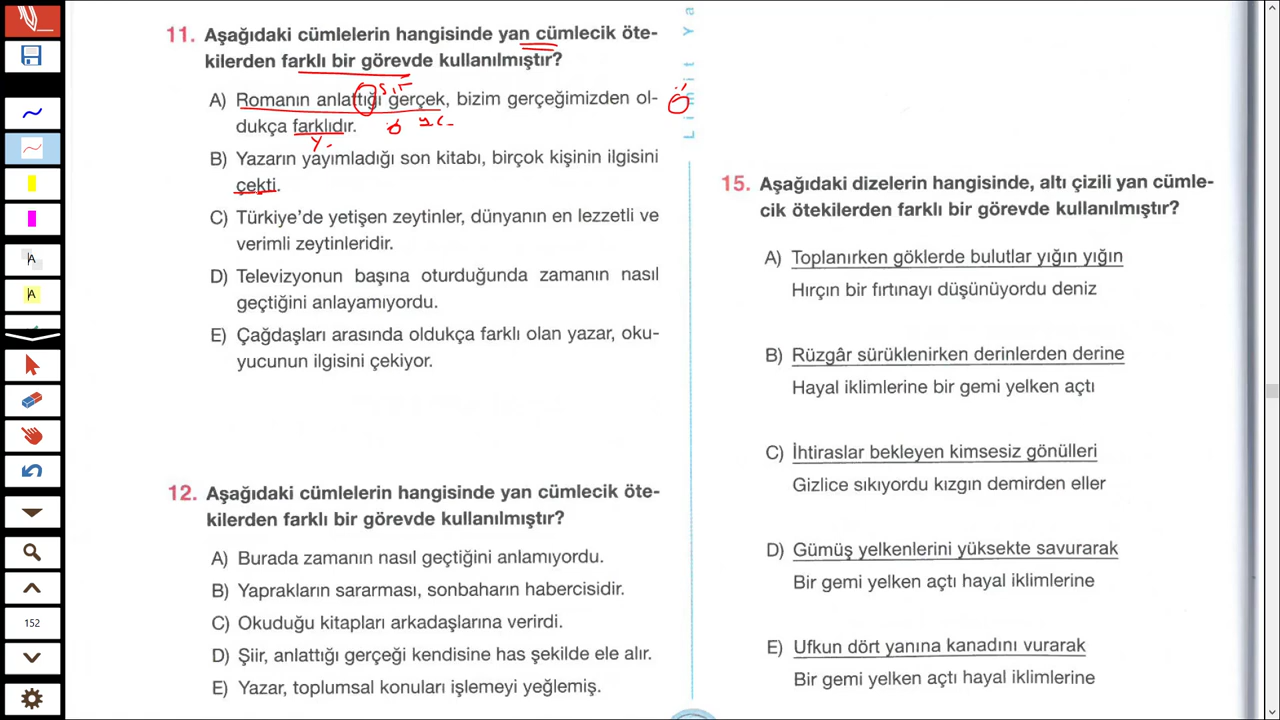 11. Aşağıdaki cümlelerin hangisinde yan cümlecik öte-
kilerden farklı bir görevde kullanılmıştır?
A) Romanın anlattığı gerçek, bizim gerçeğimizden ol-
dukça farklıdır.
B) Yazarın yayımladığı son kitabı, birçok kişinin ilgisini
çekti.
C) Türkiye'de yetişen zeytinler, dünyanın en lezzetli ve
verimli zeytinleridir.
D) Televizyonun başına oturduğunda zamanın nasıl
geçtiğini anlayamıyordu.
E) Çağdaşları arasında oldukça farklı olan yazar, oku-
yucunun ilgisini çekiyor.
12. Aşağıdaki cümlelerin hangisinde yan cümlecik öte-
kilerden farklı bir görevde kullanılmıştır?
A) Burada zamanın nasıl geçtiğini anlamıyordu.
B) Yaprakların sararması, sonbaharın habercisidir.
C) Okuduğu kitapları arkadaşlarına verirdi.
D) Şiir, anlattığı gerçeği kendisine has şekilde ele alır.
E) Yazar, toplumsal konuları işlemeyi yeğlemiş.
Limit Ya
15. Aşağıdaki dizelerin hangisinde, altı çizili yan cümle-
cik ötekilerden farklı bir görevde kullanılmıştır?
A) Toplanırken göklerde bulutlar yığın yığın
Hırçın bir fırtınayı düşünüyordu deniz
B) Rüzgâr sürüklenirken derinlerden derine
Hayal iklimlerine bir gemi yelken açtı
C) İhtiraslar bekleyen kimsesiz gönülleri
Gizlice sıkıyordu kızgın demirden eller
D) Gümüş yelkenlerini yüksekte savurarak
Bir gemi yelken açtı hayal iklimlerine
E) Ufkun dört yanına kanadını vurarak
Bir gemi yelken açtı hayal iklimlerine
sıf
ö yc.
y.
Ö
A
A
152